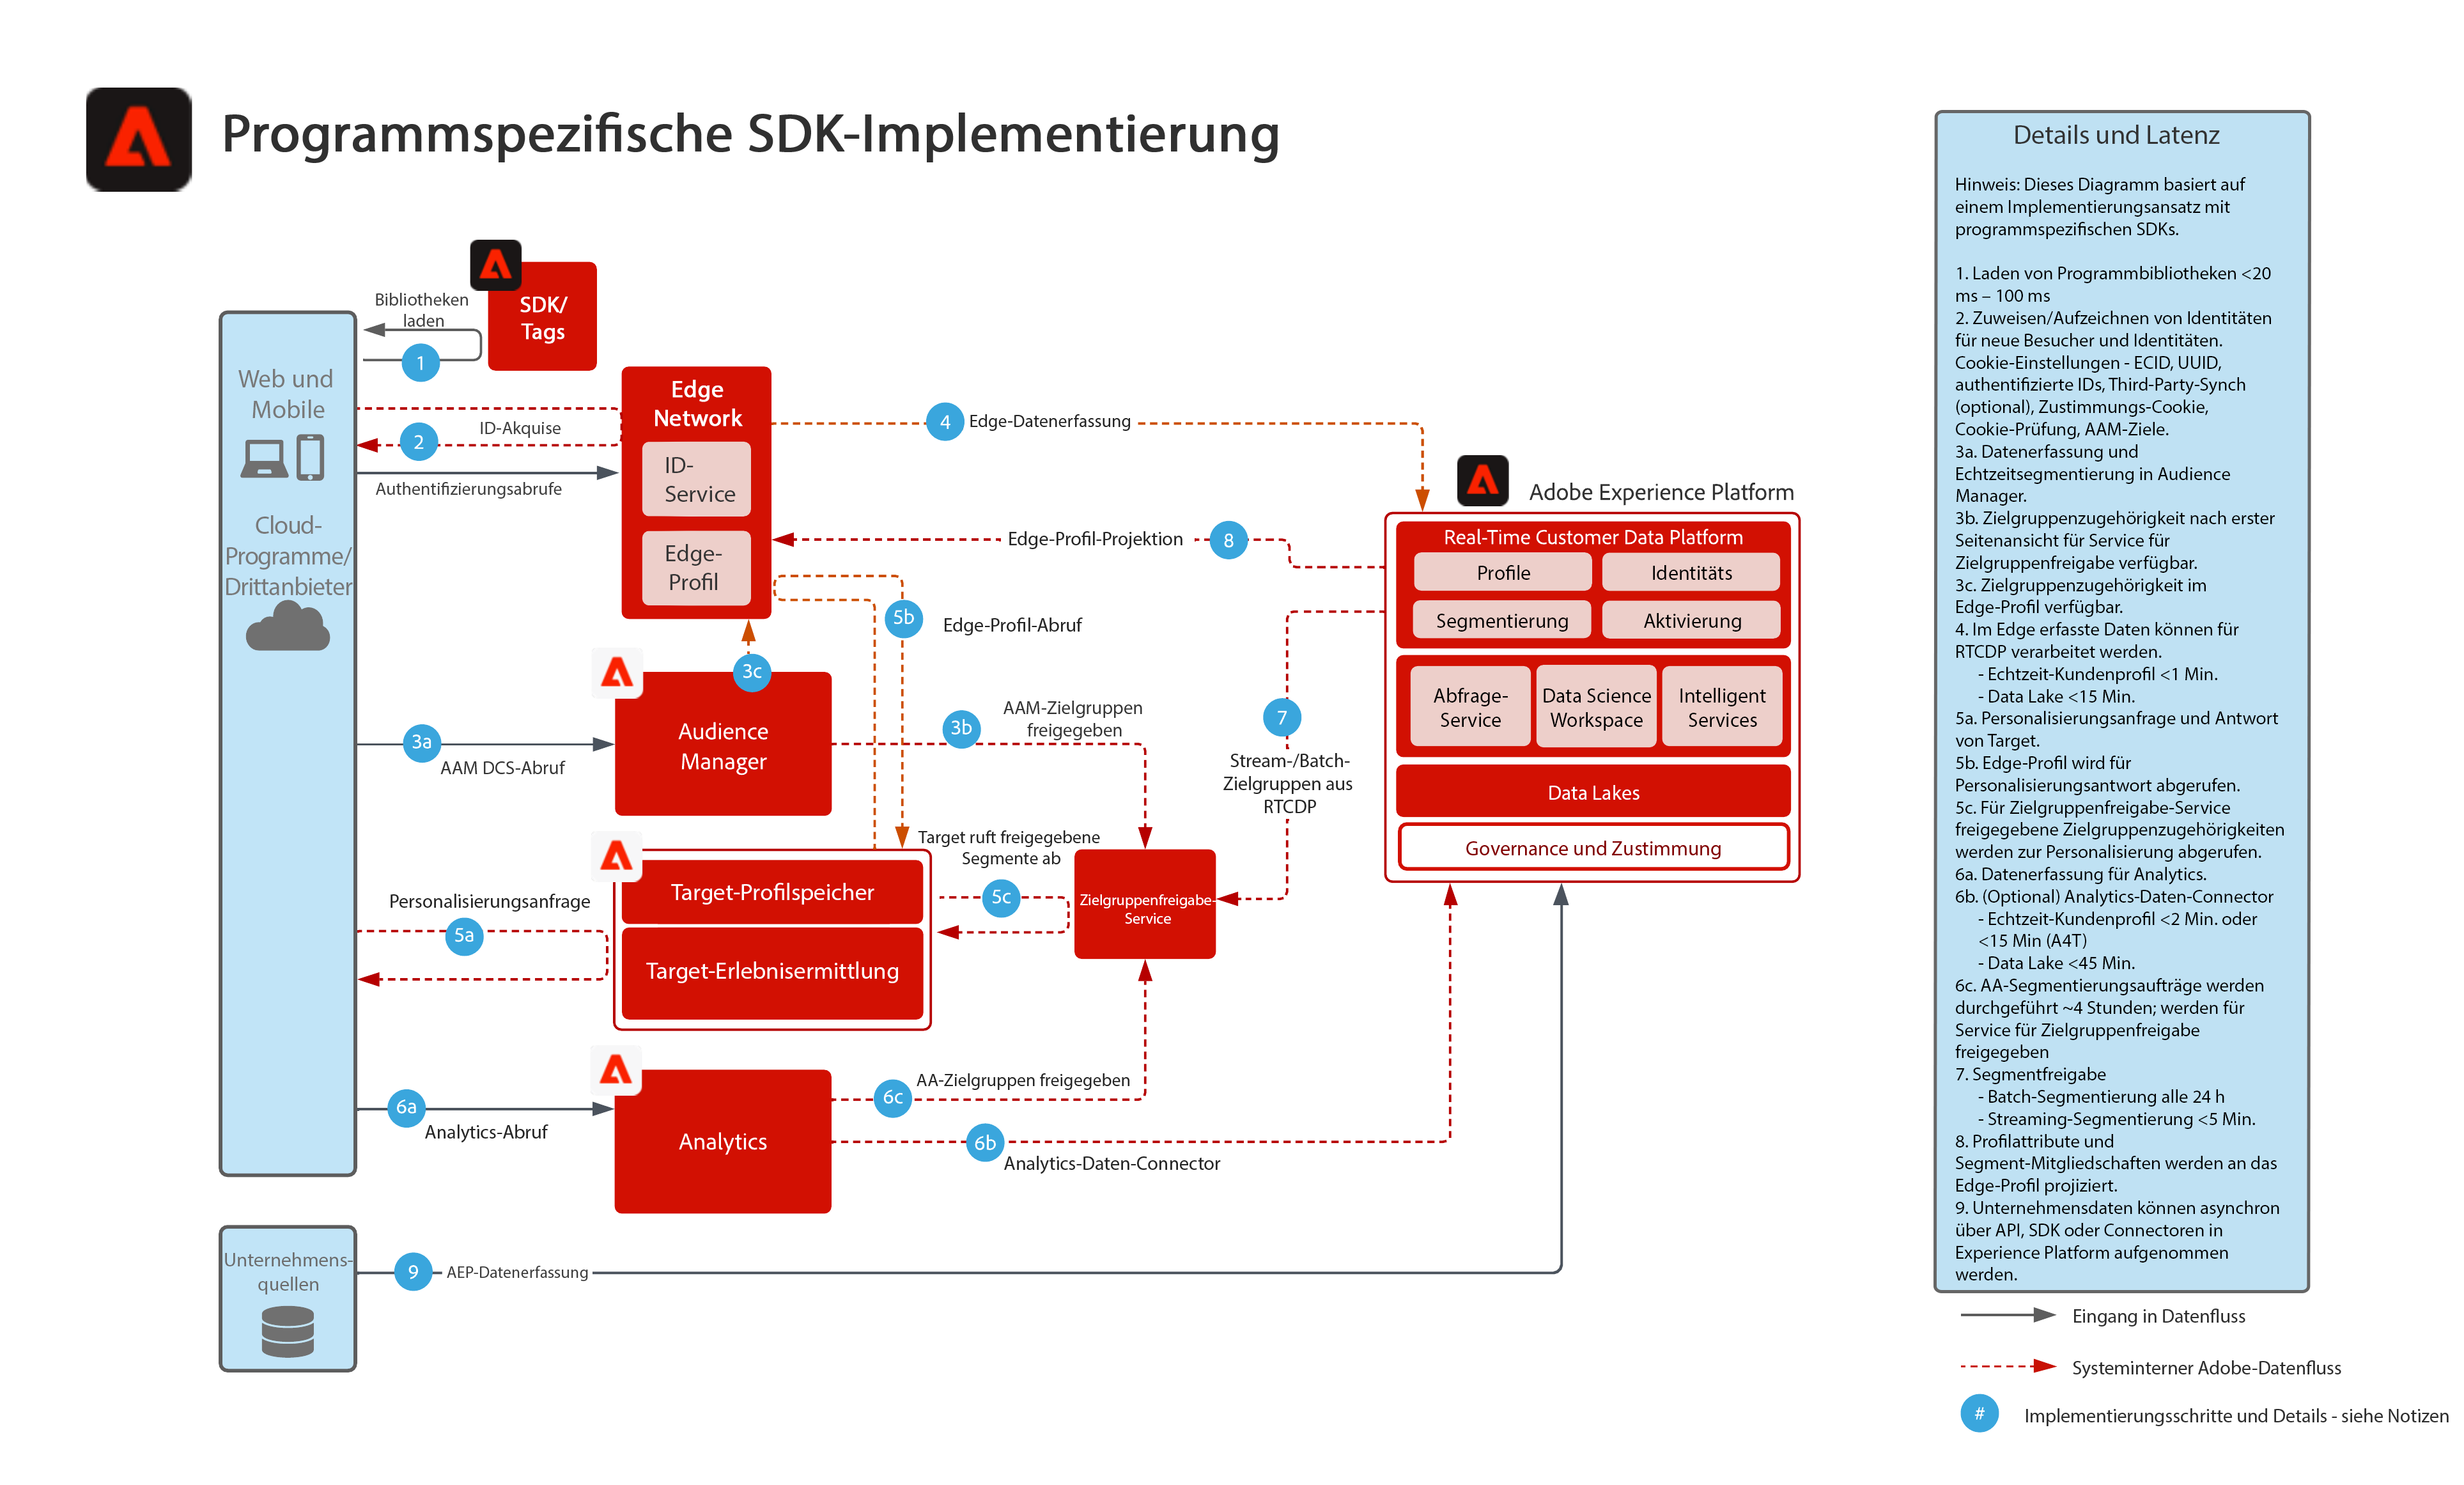 Programmspezifische SDK-Implementierung
SDK/
Tags
Bibliotheken
laden
1
Web und
Mobile
Cloud-
Programme/
Drittanbieter
2
ID-Akquise
Authentifizierungsabrufe
Edge
Network
ID-
Service
Edge-
Profil
4
Edge-Datenerfassung
Adobe Experience Platform
Edge-Profil-Projektion
8
Real-Time Customer Data Platform
Profile
Identitäts
Segmentierung
Aktivierung
Abfrage-
Service
Data Science
Workspace
Intelligent
Services
Data Lakes
Governance und Zustimmung
5b
Edge-Profil-Abruf
3c
Audience
Manager
3a
AAM DCS-Abruf
3b
AAM-Zielgruppen
freigegeben
7
Stream-/Batch-
Zielgruppen aus
RTCDP
Target ruft freigegebene
Segmente ab
5c
Zielgruppenfreigabe-
Service
Target-Profilspeicher
Target-Erlebnisermittlung
Personalisierungsanfrage
5a
6a
Analytics-Abruf
Analytics
6c
AA-Zielgruppen freigegeben
6b
Analytics-Daten-Connector
Unternehmens-
quellen
9
AEP-Datenerfassung
Details und Latenz
Hinweis: Dieses Diagramm basiert auf
einem Implementierungsansatz mit
programmspezifischen SDKs.
1. Laden von Programmbibliotheken <20
ms – 100 ms
2. Zuweisen/Aufzeichnen von Identitäten
für neue Besucher und Identitäten.
Cookie-Einstellungen - ECID, UUID,
authentifizierte IDs, Third-Party-Synch
(optional), Zustimmungs-Cookie,
Cookie-Prüfung, AAM-Ziele.
3a. Datenerfassung und
Echtzeitsegmentierung in Audience
Manager.
3b. Zielgruppenzugehörigkeit nach erster
Seitenansicht für Service für
Zielgruppenfreigabe verfügbar.
3c. Zielgruppenzugehörigkeit im
Edge-Profil verfügbar.
4. Im Edge erfasste Daten können für
RTCDP verarbeitet werden.
- Echtzeit-Kundenprofil <1 Min.
- Data Lake <15 Min.
5a. Personalisierungsanfrage und Antwort
von Target.
5b. Edge-Profil wird für
Personalisierungsantwort abgerufen.
5c. Für Zielgruppenfreigabe-Service
freigegebene Zielgruppenzugehörigkeiten
werden zur Personalisierung abgerufen.
6a. Datenerfassung für Analytics.
6b. (Optional) Analytics-Daten-Connector
- Echtzeit-Kundenprofil <2 Min. oder
<15 Min (A4T)
- Data Lake <45 Min.
6c. AA-Segmentierungsaufträge werden
durchgeführt ~4 Stunden; werden für
Service für Zielgruppenfreigabe
freigegeben
7. Segmentfreigabe
- Batch-Segmentierung alle 24 h
- Streaming-Segmentierung <5 Min.
8. Profilattribute und
Segment-Mitgliedschaften werden an das
Edge-Profil projiziert.
9. Unternehmensdaten können asynchron
über API, SDK oder Connectoren in
Experience Platform aufgenommen
werden.
Eingang in Datenfluss
Systeminterner Adobe-Datenfluss
#
Implementierungsschritte und Details - siehe Notizen